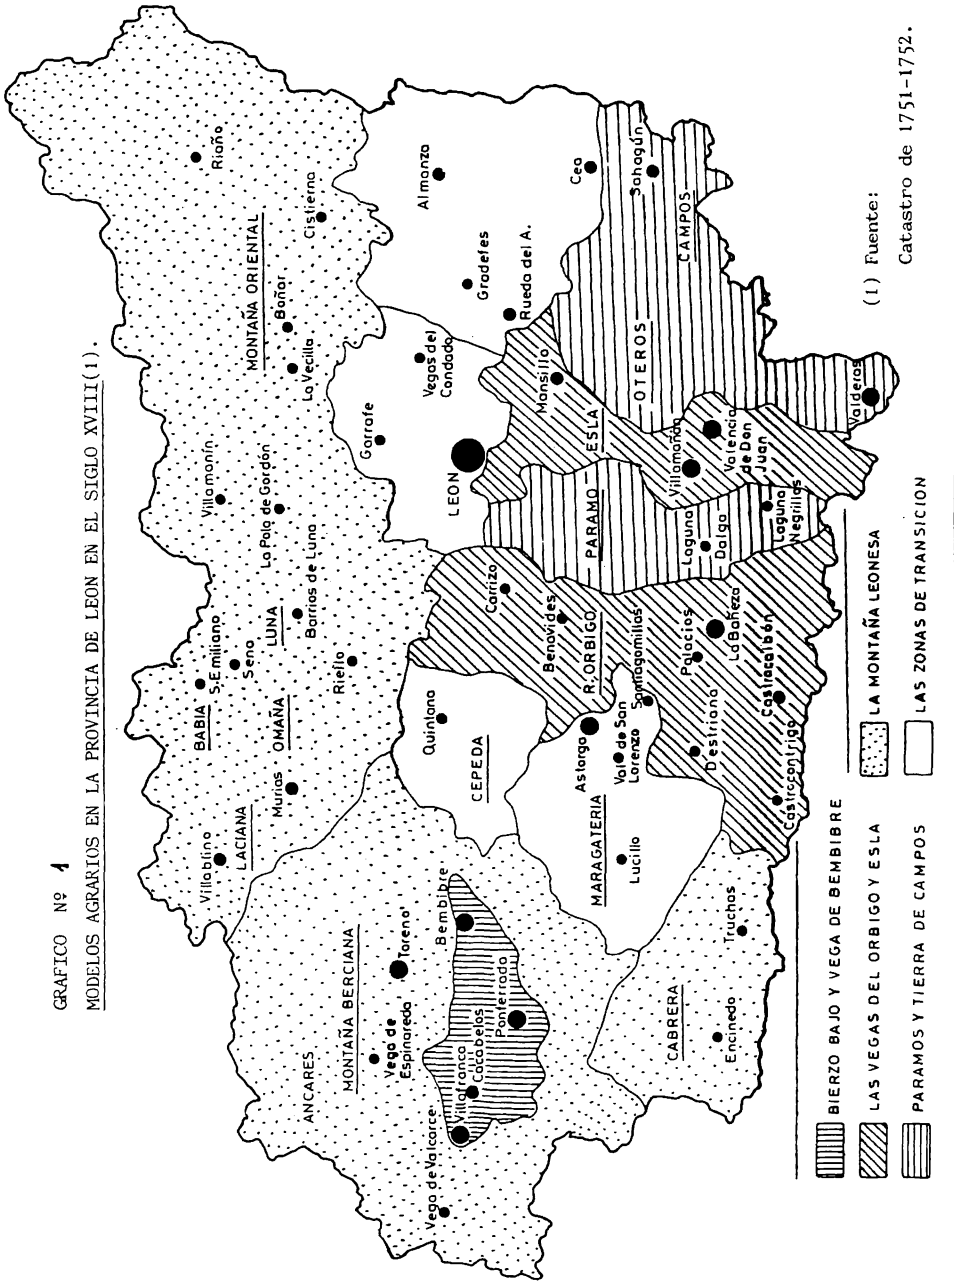 GRAFICO Nº 1
MODELOS AGRARIOS EN LA PROVINCIA DE LEON EN EL SIGLO XVIII(1).
Villablino
LACIANA
Murias
BABIA
S.Emiliano
Sena
OMAÑA
LUNA
Barrios de Luna
Riello
Villamanín
La Pola de Gordón
MONTAÑA ORIENTAL
Boñar
La Vecilla
Cistierna
Riaño
ANCARES
MONTAÑA BERCIANA
Vega de
Espinareda
Toreno
Bembibre
Vega de Valcarce
Villafranca
Cacabelos
Ponferrada
CEPEDA
Quintana
Garrafe
LEON
Vegas del
Condado
Gradefes
Rueda del A.
Almanza
Cea
Sahagún
CAMPOS
OTEROS
Mansilla
ESLA
Villamañán
Valencia
de Don
Juan
Valderas
PARAMO
Laguna
Dalga
Laguna
Negrillos
Carrizo
Benavides
R.ORBIGO
Santiagomillas
Palacios
La Bañeza
Astorga
Val de San
Lorenzo
Destriana
Castrocalbón
Castrocontrigo
MARAGATERIA
Lucillo
CABRERA
Encinedo
Truchas
BIERZO BAJO Y VEGA DE BEMBIBRE
LAS VEGAS DEL ORBIGO Y ESLA
PARAMOS Y TIERRA DE CAMPOS
LA MONTAÑA LEONESA
LAS ZONAS DE TRANSICION
(1) Fuente:
Catastro de 1751-1752.